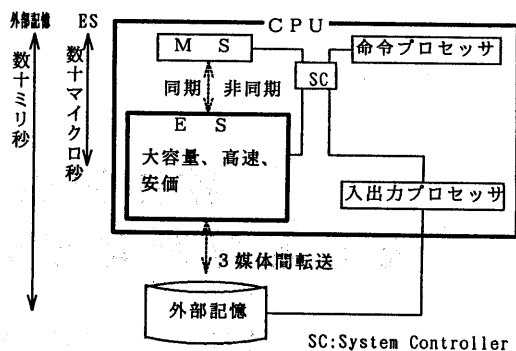 外部記憶 ES
数十ミリ秒
数十マイクロ秒
CPU
MS
命令プロセッサ
SC
同期 非同期
ES
大容量、高速、
安価
入出力プロセッサ
3媒体間転送
外部記憶
SC:System Controller